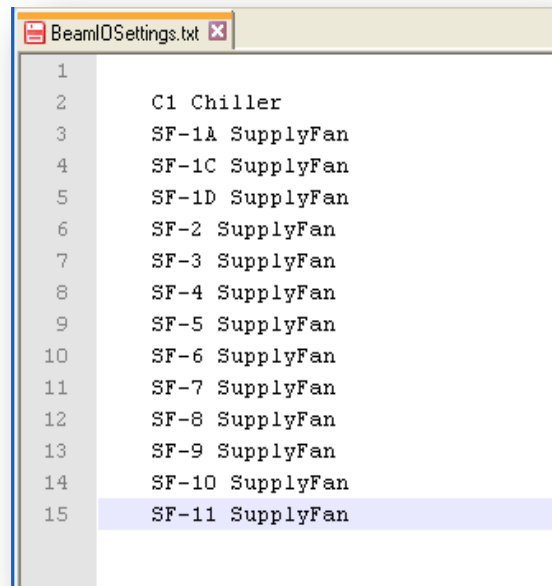 BeamIOSettings.txt
1
2 C1 Chiller
3 SF-1A SupplyFan
4 SF-1C SupplyFan
5 SF-1D SupplyFan
6 SF-2 SupplyFan
7 SF-3 SupplyFan
8 SF-4 SupplyFan
9 SF-5 SupplyFan
10 SF-6 SupplyFan
11 SF-7 SupplyFan
12 SF-8 SupplyFan
13 SF-9 SupplyFan
14 SF-10 SupplyFan
15 SF-11 SupplyFan